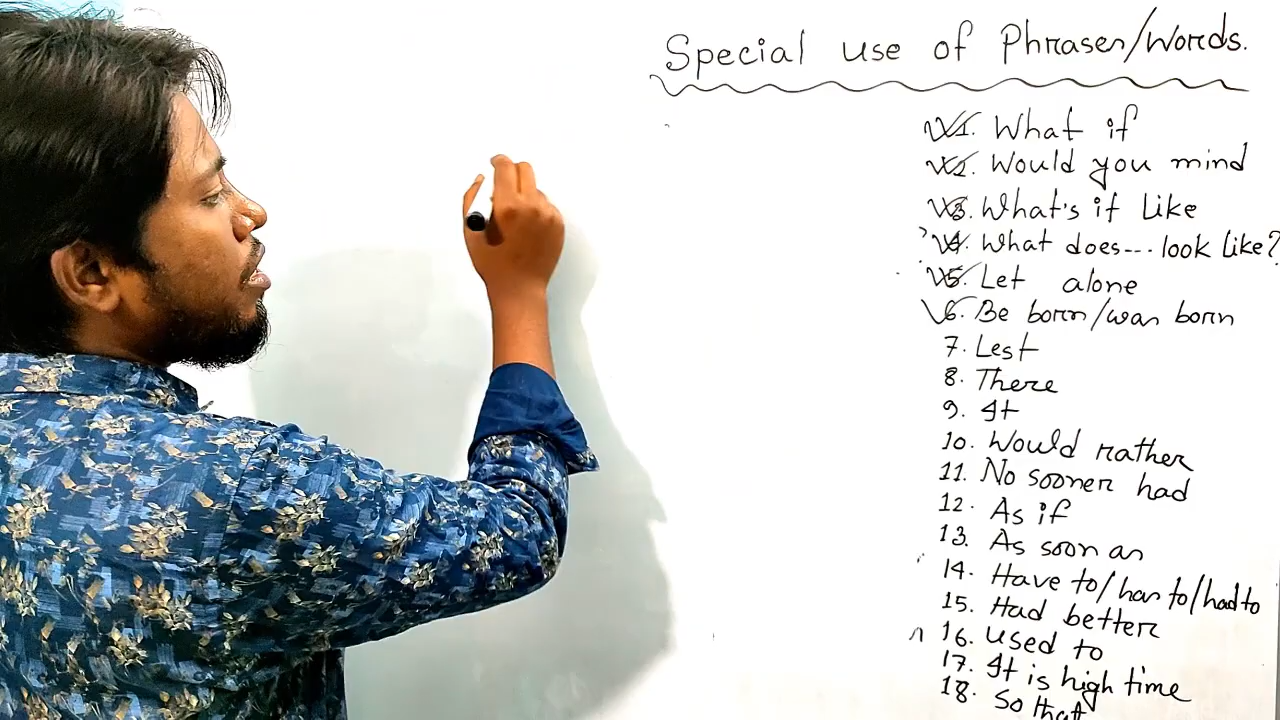 Special use of Phrases/Words.
1. What if
2. Would you mind
3. What's it Like
4. What does--- look like?
5. Let alone
6. Be born/was born
7. Lest
8. There
9. It
10. Would rather
11. No sooner had
12. As if
13. As soon as
14. Have to/has to/had to
15. Had better
16. used to
17. It is high time
18. So that